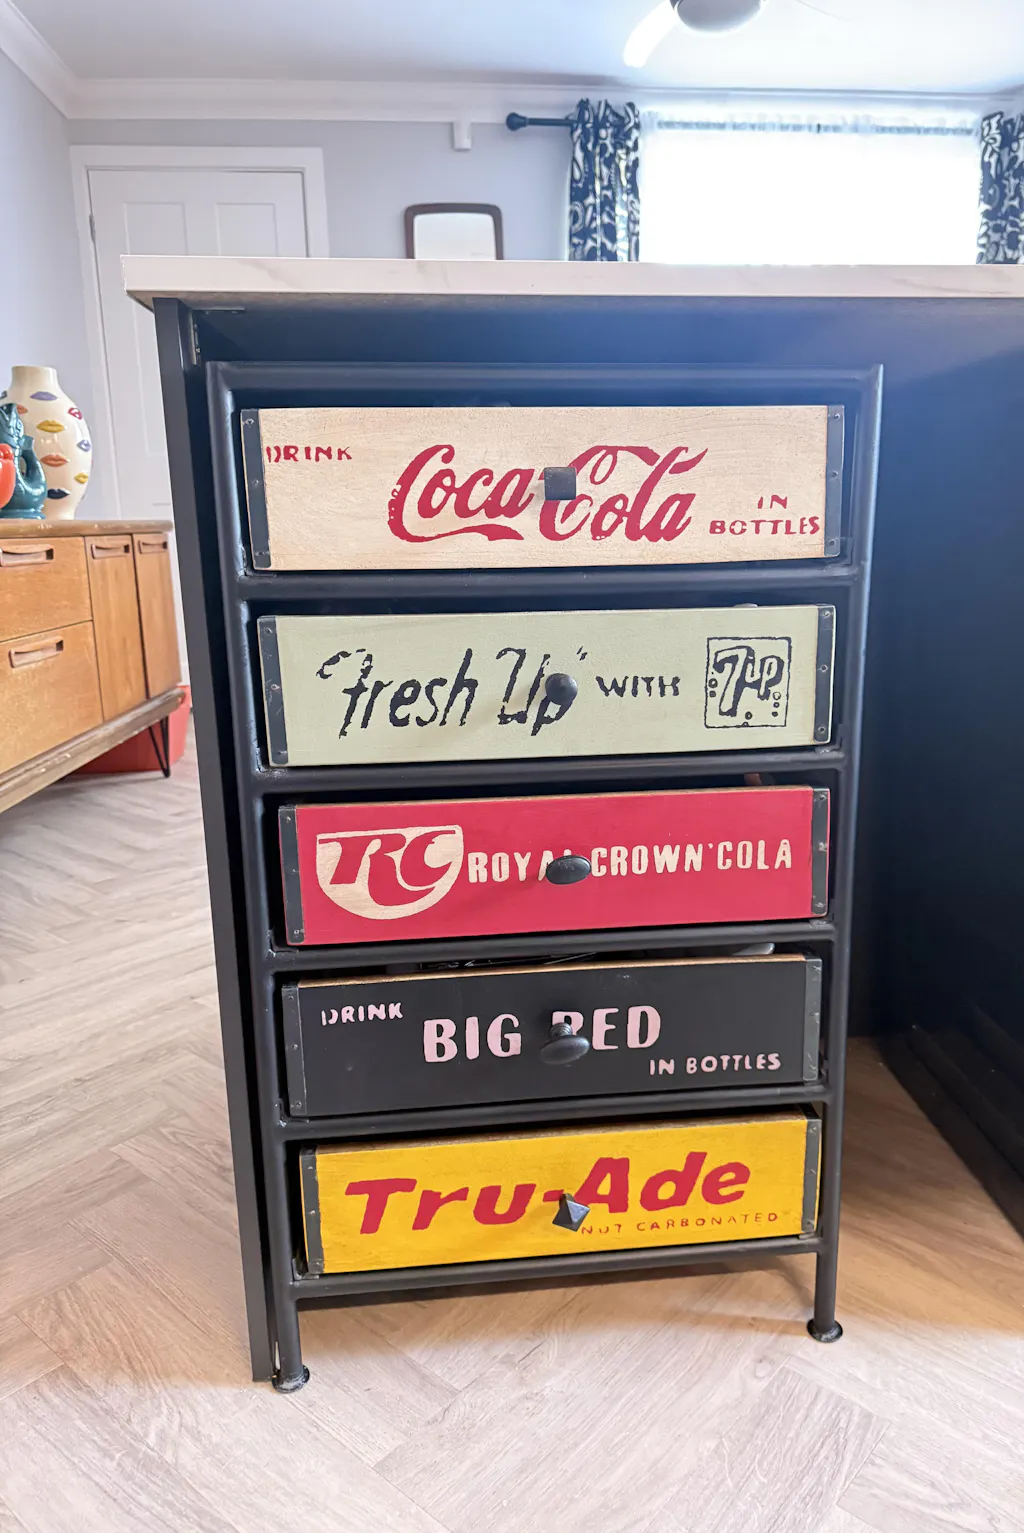 DRINK
Coca-Cola
IN
BOTTLES
"fresh Up" WITH 7up
RC ROYAL CROWN COLA
DRINK
BIG RED
IN BOTTLES
Tru-Ade
NOT CARBONATED